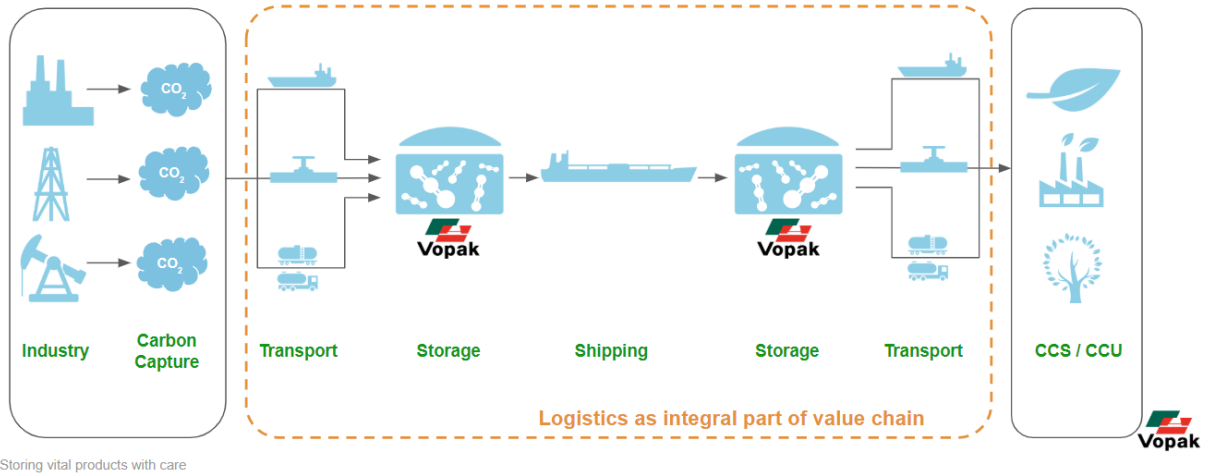 CO2
CO2
CO2
Vopak
Vopak
Industry
Carbon
Capture
Transport
Storage
Shipping
Storage
Transport
CCS / CCU
Logistics as integral part of value chain
Vopak
Storing vital products with care